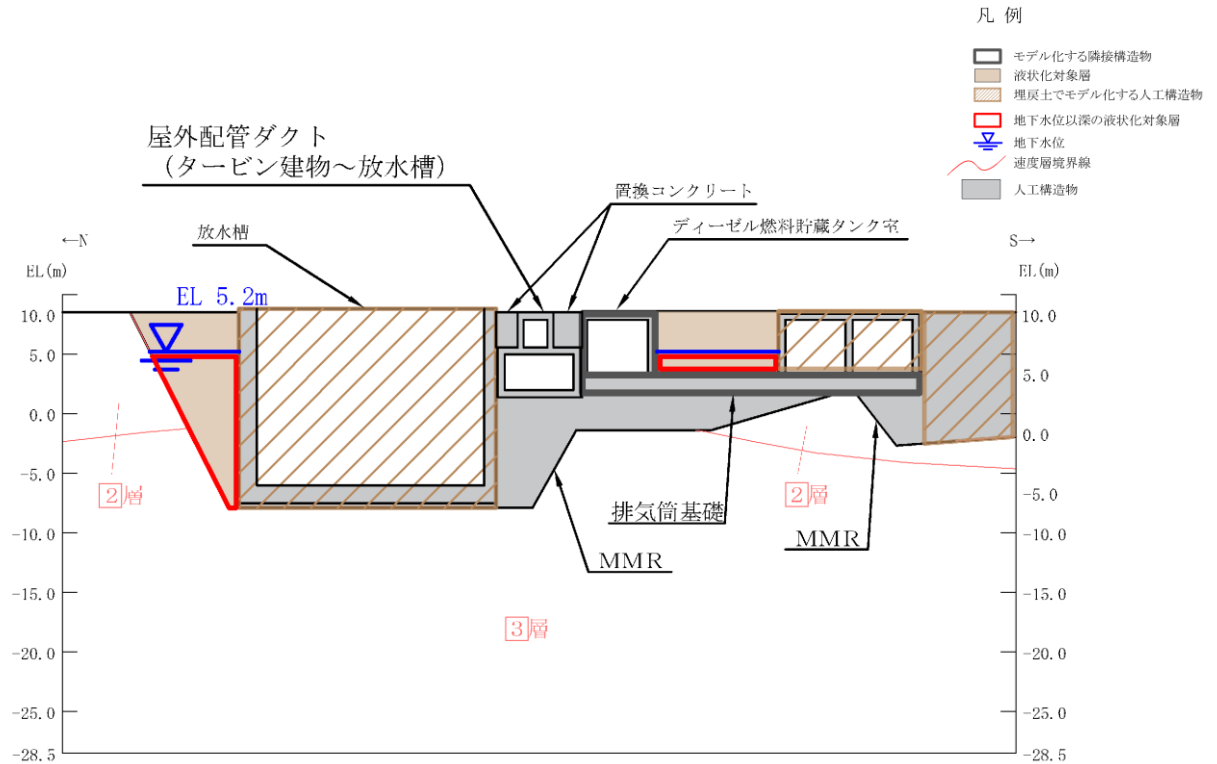 凡 例
モデル化する隣接構造物
液状化対象層
埋戻土でモデル化する人工構造物
地下水位以深の液状化対象層
地下水位
速度層境界線
人工構造物
屋外配管ダクト
（タービン建物～放水槽）
置換コンクリート
ディーゼル燃料貯蔵タンク室
放水槽
←N
S→
EL(m)
EL(m)
EL 5.2m
10.0
5.0
0.0
-5.0
-10.0
-15.0
-20.0
-25.0
-28.5
10.0
5.0
0.0
-5.0
-10.0
-15.0
-20.0
-25.0
-28.5
2層
2層
排気筒基礎
MMR
MMR
3層